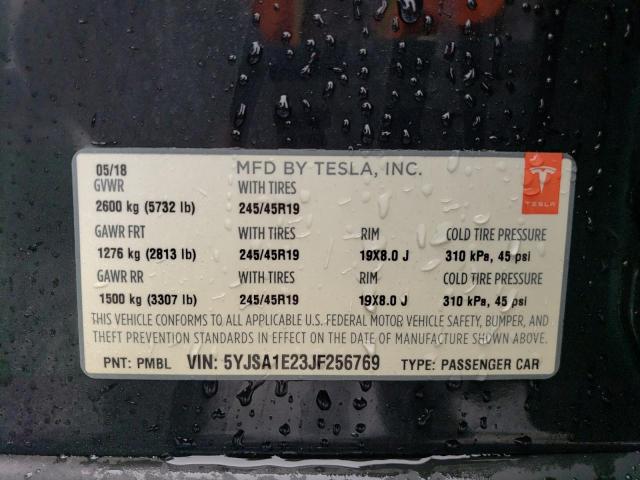 05/18 MFD BY TESLA, INC.
GVWR WITH TIRES
2600 kg (5732 lb) 245/45R19
TESLA
GAWR FRT WITH TIRES RIM COLD TIRE PRESSURE
1276 kg (2813 lb) 245/45R19 19X8.0 J 310 kPa, 45 psi
GAWR RR WITH TIRES RIM COLD TIRE PRESSURE
1500 kg (3307 lb) 245/45R19 19X8.0 J 310 kPa, 45 psi
THIS VEHICLE CONFORMS TO ALL APPLICABLE U.S. FEDERAL MOTOR VEHICLE SAFETY, BUMPER, AND
THEFT PREVENTION STANDARDS IN EFFECT ON THE DATE OF MANUFACTURE SHOWN ABOVE.
PNT: PMBL VIN: 5YJSA1E23JF256769 TYPE: PASSENGER CAR